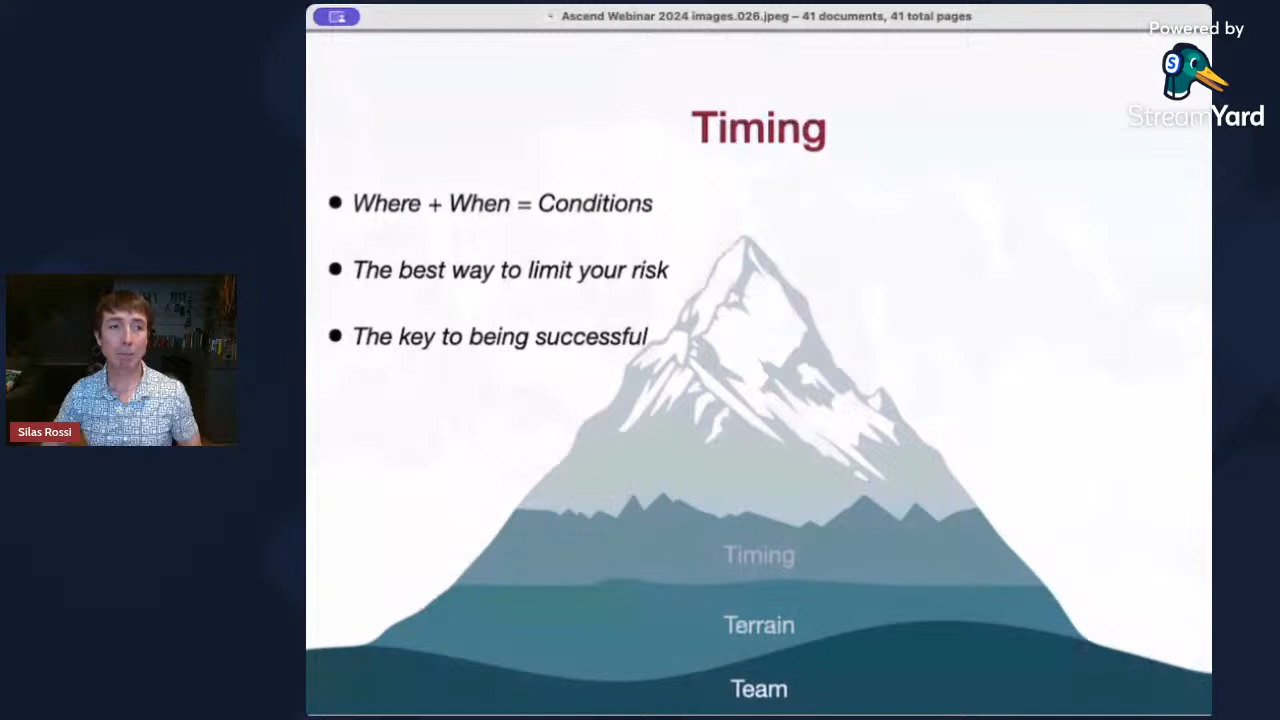 Ascend Webinar 2024 images.026.jpeg – 41 documents, 41 total pages
Powered by
S
StreamYard
Timing
• Where + When = Conditions
• The best way to limit your risk
• The key to being successful
Silas Rossi
Timing
Terrain
Team